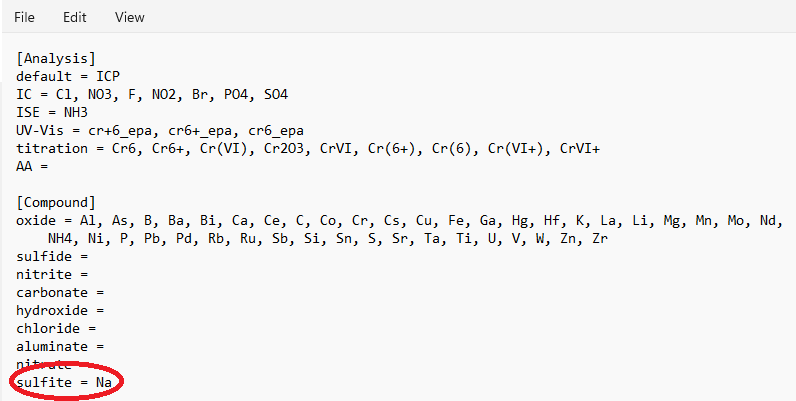 File Edit View
[Analysis]
default = ICP
IC = Cl, NO3, F, NO2, Br, PO4, SO4
ISE = NH3
UV-Vis = cr+6_epa, cr6+_epa, cr6_epa
titration = Cr6, Cr6+, Cr(VI), Cr2O3, CrVI, Cr(6+), Cr(6), Cr(VI+), CrVI+
AA =
[Compound]
oxide = Al, As, B, Ba, Bi, Ca, Ce, C, Co, Cr, Cs, Cu, Fe, Ga, Hg, Hf, K, La, Li, Mg, Mn, Mo, Nd,
NH4, Ni, P, Pb, Pd, Rb, Ru, Sb, Si, Sn, S, Sr, Ta, Ti, U, V, W, Zn, Zr
sulfide =
nitrite =
carbonate =
hydroxide =
chloride =
aluminate =
nitrate =
sulfite = Na